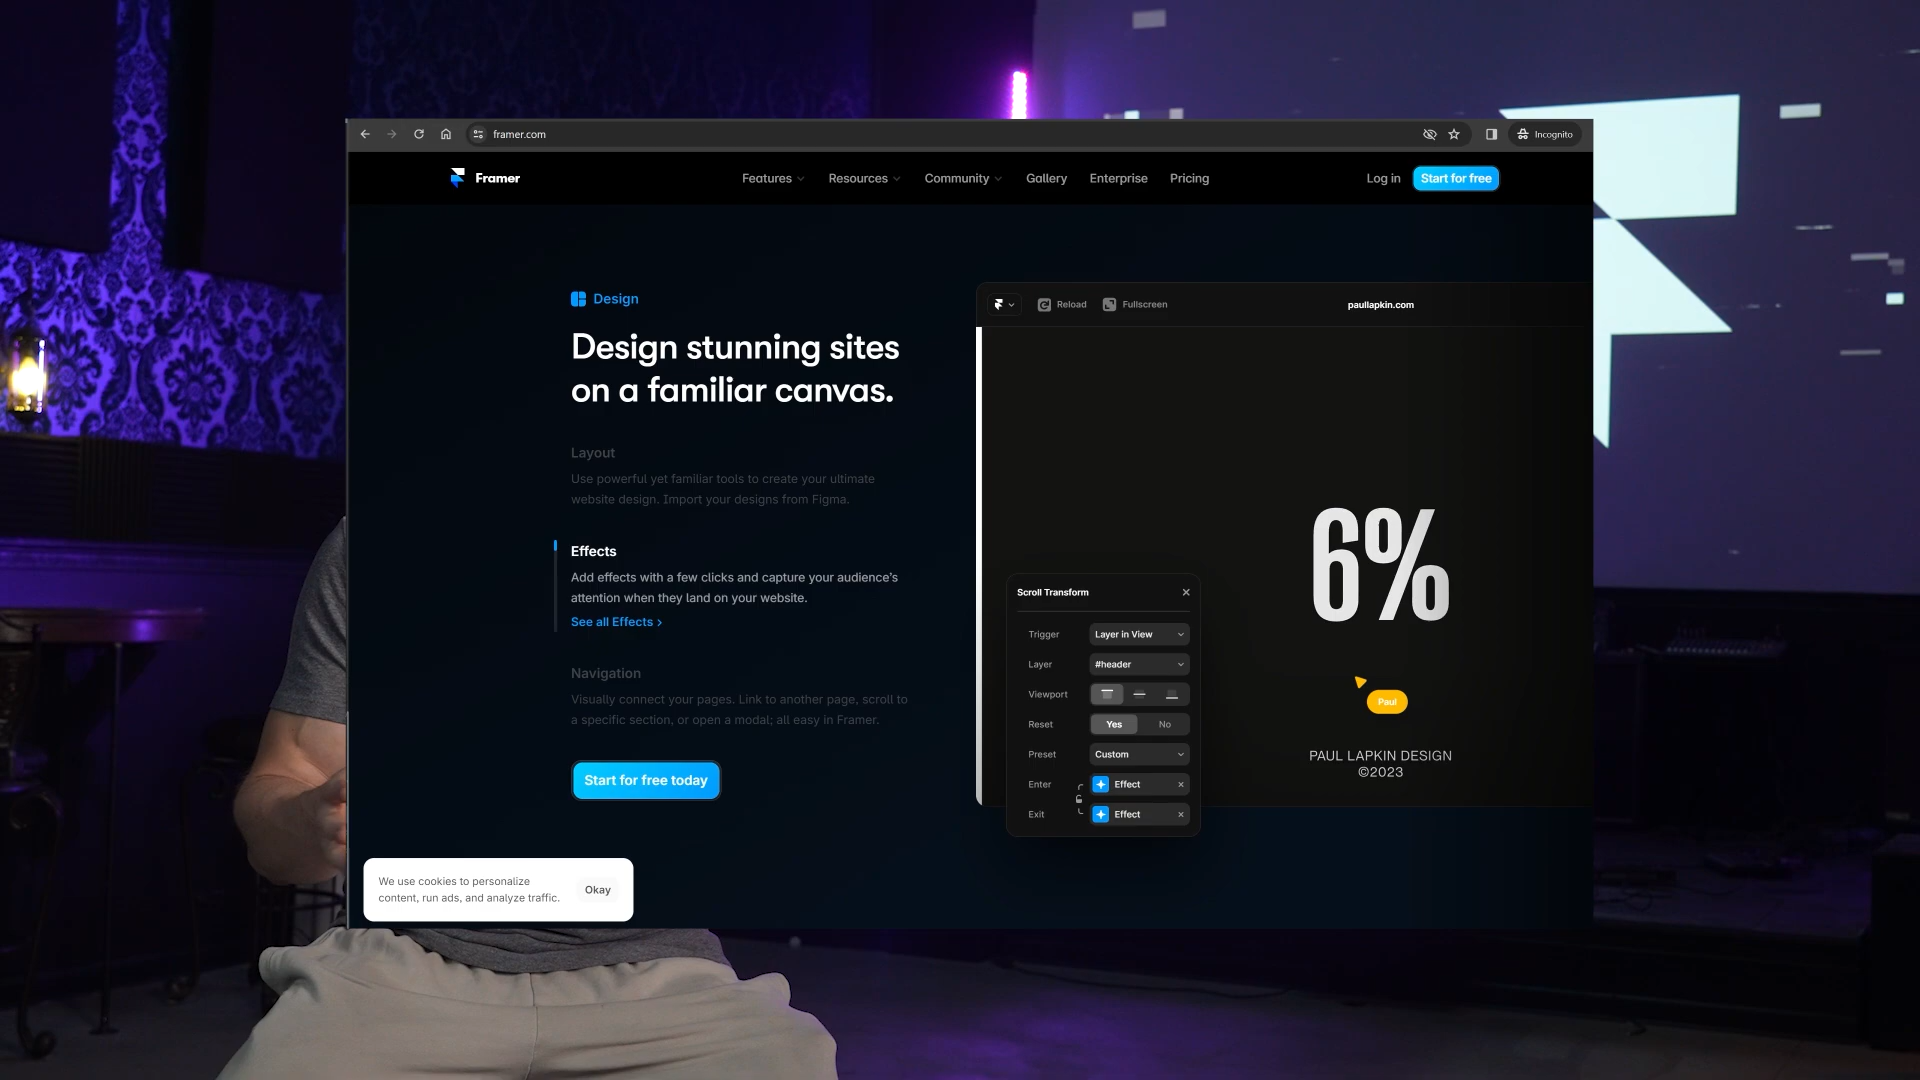 framer.com
Incognito
Framer
Features
Resources
Community
Gallery
Enterprise
Pricing
Log in
Start for free
Design
Design stunning sites
on a familiar canvas.
Layout
Use powerful yet familiar tools to create your ultimate
website design. Import your designs from Figma.
Effects
Add effects with a few clicks and capture your audience's
attention when they land on your website.
See all Effects >
Navigation
Visually connect your pages. Link to another page, scroll to
a specific section, or open a modal; all easy in Framer.
Start for free today
We use cookies to personalize
content, run ads, and analyze traffic.
Okay
Reload
Fullscreen
paullapkin.com
6%
Paul
PAUL LAPKIN DESIGN
©2023
Scroll Transform
Trigger
Layer in View
Layer
#header
Viewport
Reset
Yes
No
Preset
Custom
Enter
Effect
Exit
Effect